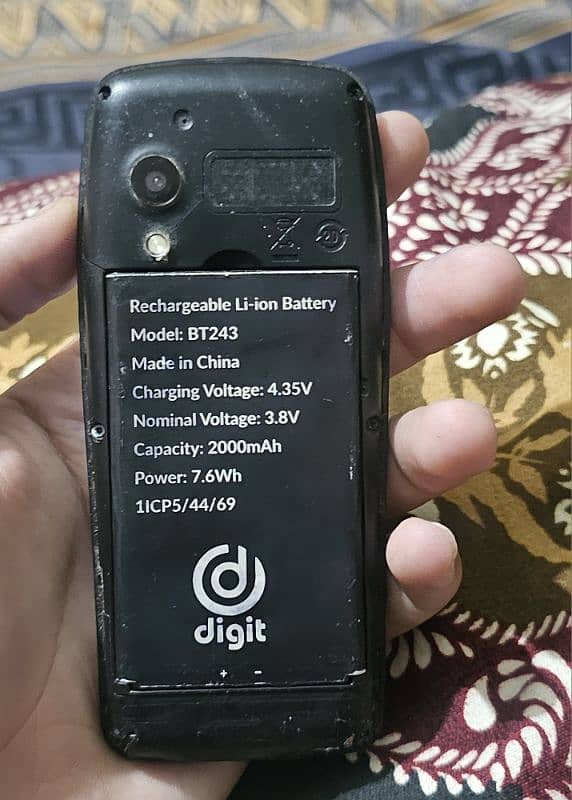 Rechargeable Li-ion Battery
Model: BT243
Made in China
Charging Voltage: 4.35V
Nominal Voltage: 3.8V
Capacity: 2000mAh
Power: 7.6Wh
1ICP5/44/69
digit
+ -